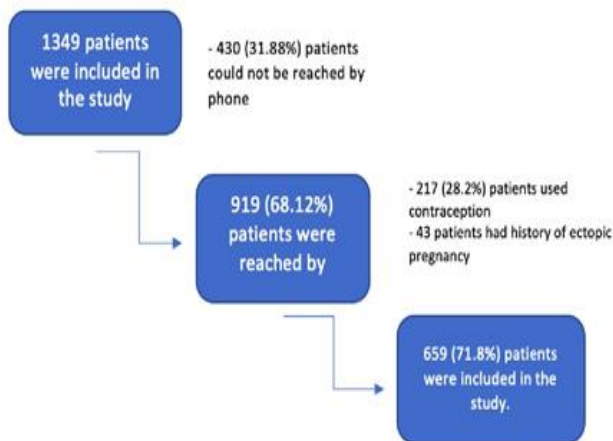 1349 patients
were included in
the study
- 430 (31.88%) patients
could not be reached by
phone
919 (68.12%)
patients were
reached by
- 217 (28.2%) patients used
contraception
- 43 patients had history of ectopic
pregnancy
659 (71.8%) patients
were included in the
study.